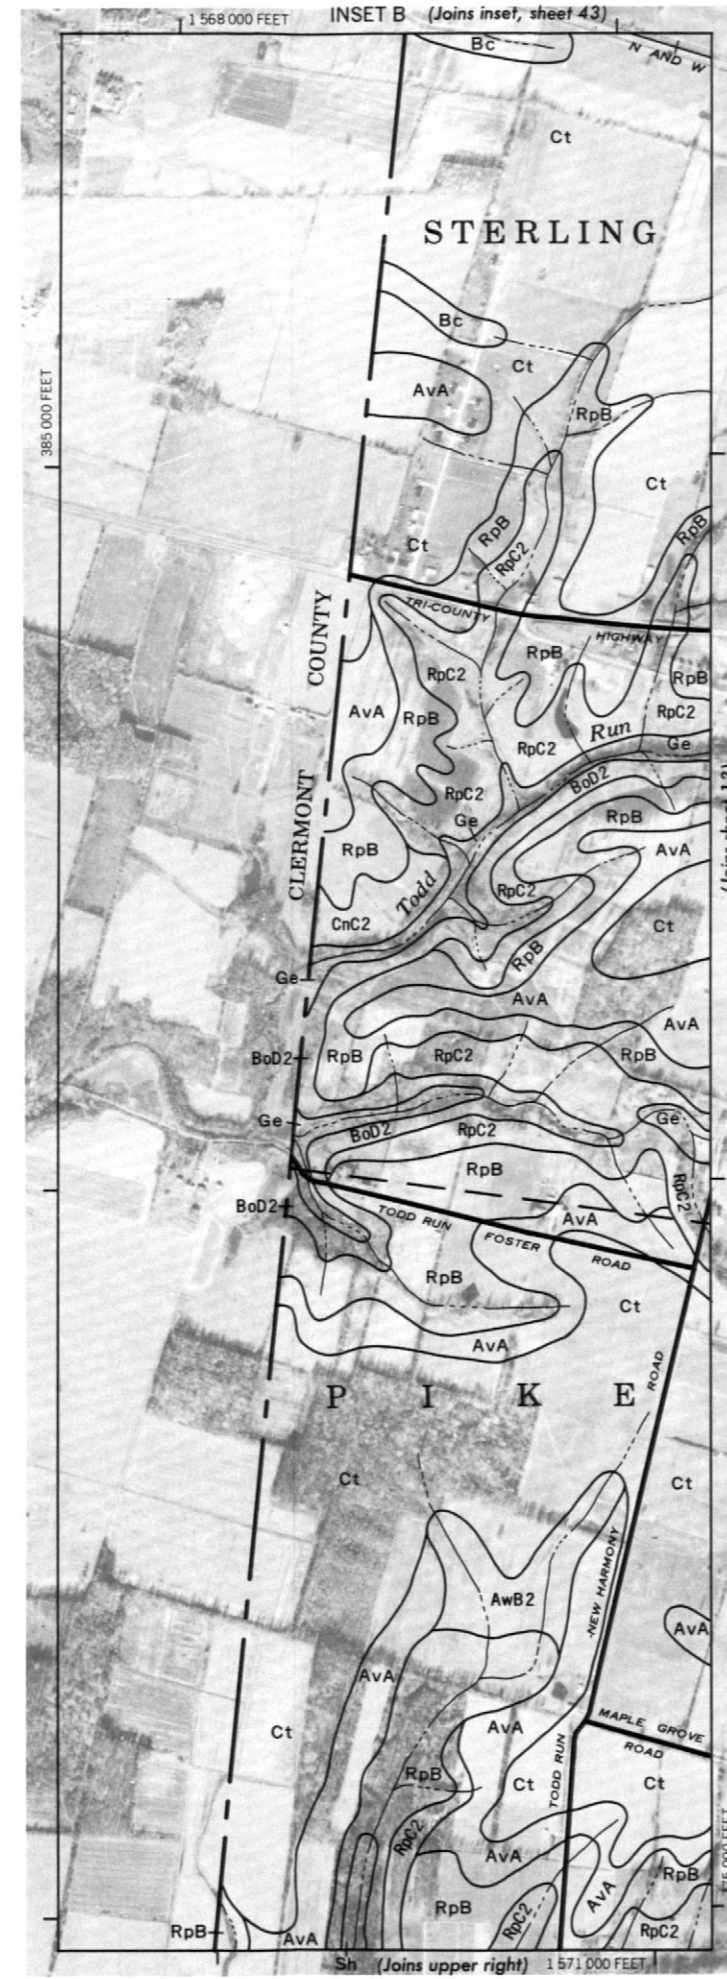 1 568 000 FEET
INSET B (Joins inset, sheet 43)
Bc
N AND W
Ct
STERLING
Bc
Ct
AvA
385 000 FEET
RpB
Ct
RpB
RpB
Ct
RpC2
TRI-COUNTY
HIGHWAY
COUNTY
RpB
RpC2
RpB
AvA
RpB
RpC2
Run
RpC2
Ge
BoD2
CLERMONT
RpC2
Ge
RpB
RpB
AvA
Todd
RpC2
CnC2
Ct
RpB
Ge
AvA
AvA
BoD2
RpB
RpC2
RpB
Ge
Ge
BoD2
RpC2
RpB
RpC2
BoD2
TODD RUN
FOSTER
ROAD
AvA
RpB
Ct
AvA
ROAD
PIKE
Ct
Ct
NEW HARMONY
AwB2
AvA
AvA
Ct
AvA
MAPLE GROVE
ROAD
TODD RUN
RpB
Ct
Ct
RpC2
AvA
RpB
AvA
RpB
RpC2
RpC2
RpB
AvA
Sh (Joins upper right)
1 571 000 FEET